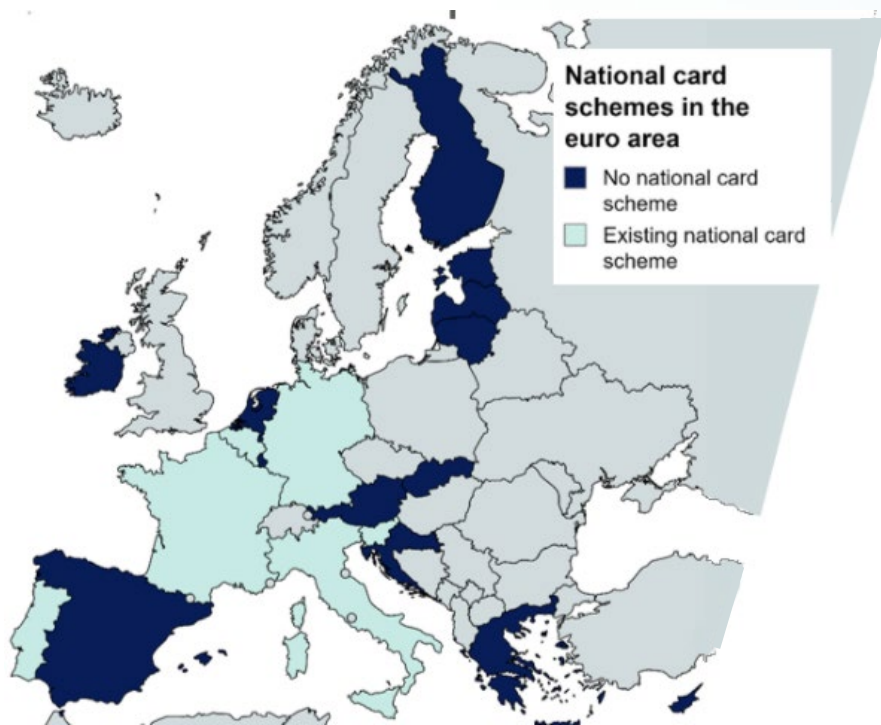 National card
schemes in the
euro area
No national card
scheme
Existing national card
scheme